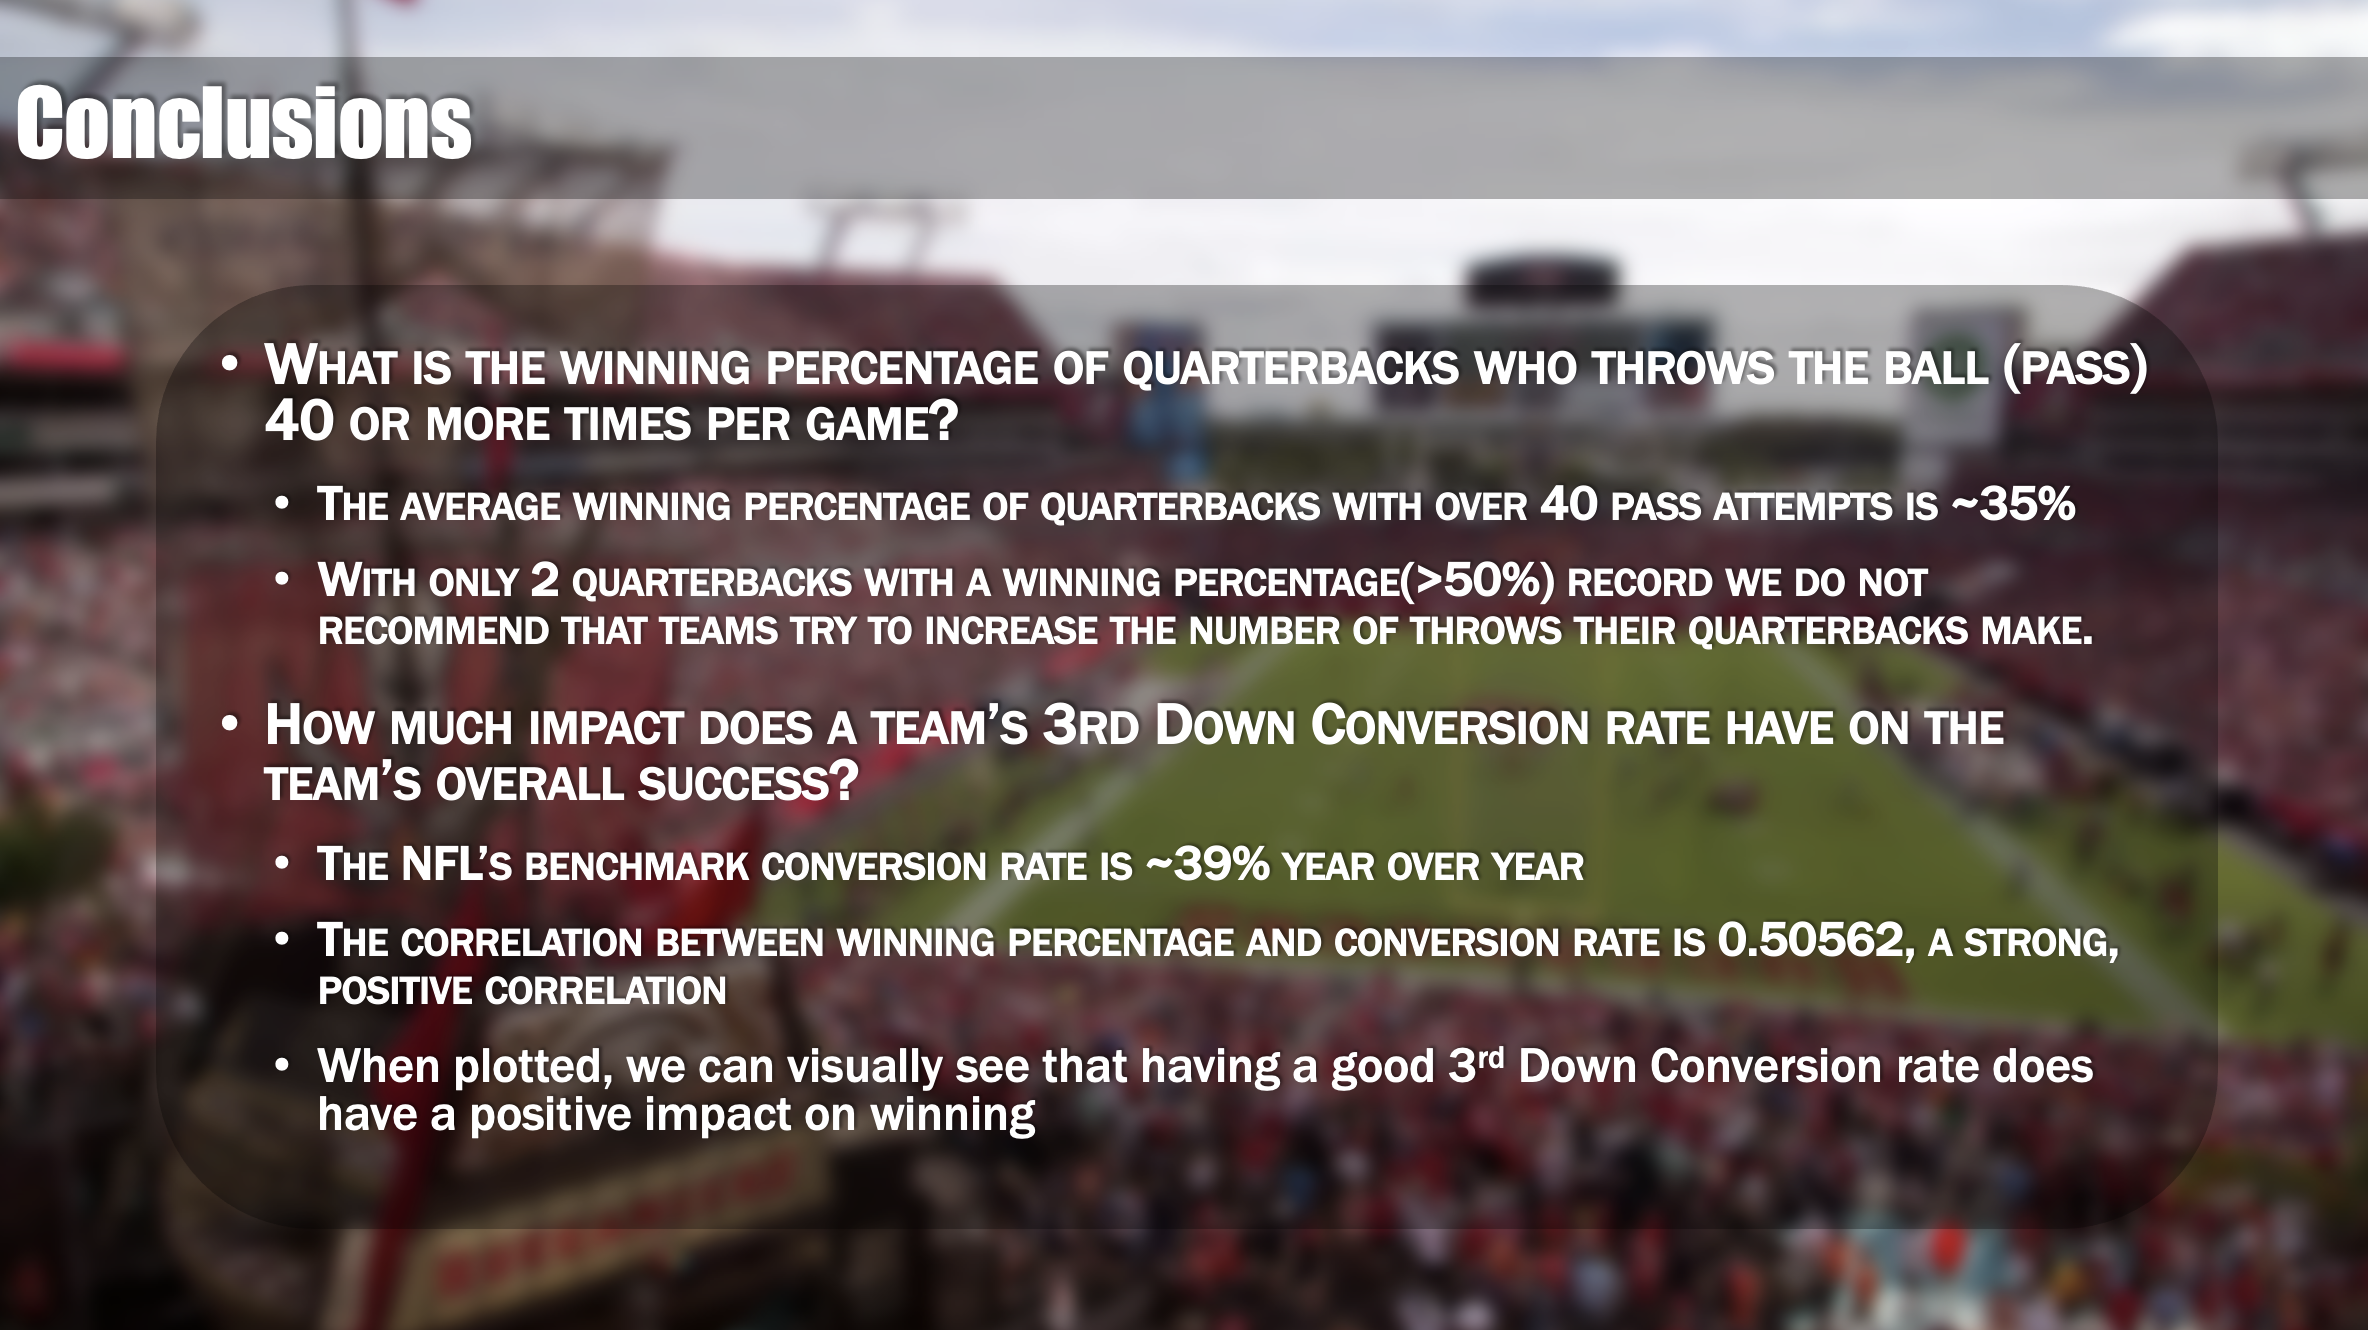 Conclusions
• What is the winning percentage of quarterbacks who throws the ball (pass)
40 or more times per game?
• The average winning percentage of quarterbacks with over 40 pass attempts is ~35%
• With only 2 quarterbacks with a winning percentage(>50%) record we do not
recommend that teams try to increase the number of throws their quarterbacks make.
• How much impact does a team’s 3rd Down Conversion rate have on the
team’s overall success?
• The NFL’s benchmark conversion rate is ~39% year over year
• The correlation between winning percentage and conversion rate is 0.50562, a strong,
positive correlation
• When plotted, we can visually see that having a good 3rd Down Conversion rate does
have a positive impact on winning